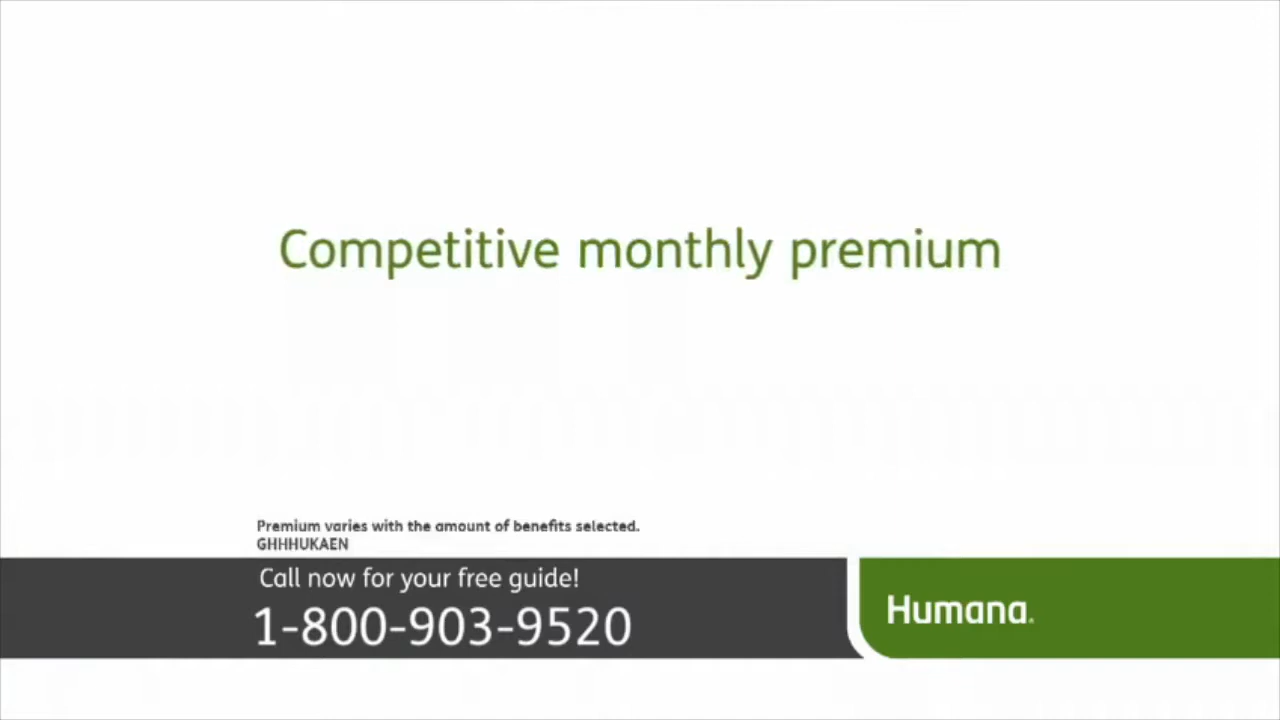 Competitive monthly premium
Premium varies with the amount of benefits selected.
GHHHUKAEN
Call now for your free guide!
1-800-903-9520
Humana.